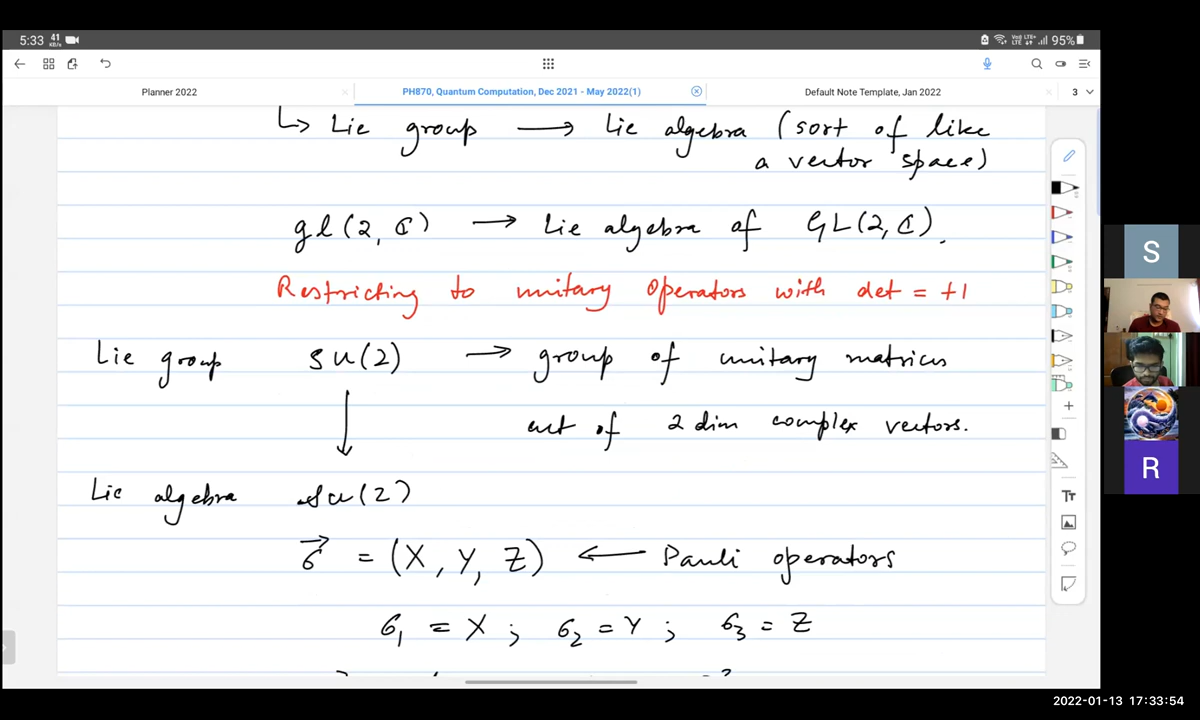 5:33 41 KB/s 95%
Planner 2022 PH870, Quantum Computation, Dec 2021 - May 2022(1) Default Note Template, Jan 2022 3
↳ Lie group → Lie algebra (sort of like
a vector space)
gl(2, ℂ) → Lie algebra of GL(2, ℂ).
Restricting to unitary operators with det = +1
Lie group SU(2) → group of unitary matrices
act of 2 dim complex vectors.
Lie algebra su(2)
σ⃗ = (X, Y, Z) ← Pauli operators
σ₁ = X ; σ₂ = Y ; σ₃ = Z
S
R
Tт
2022-01-13 17:33:54